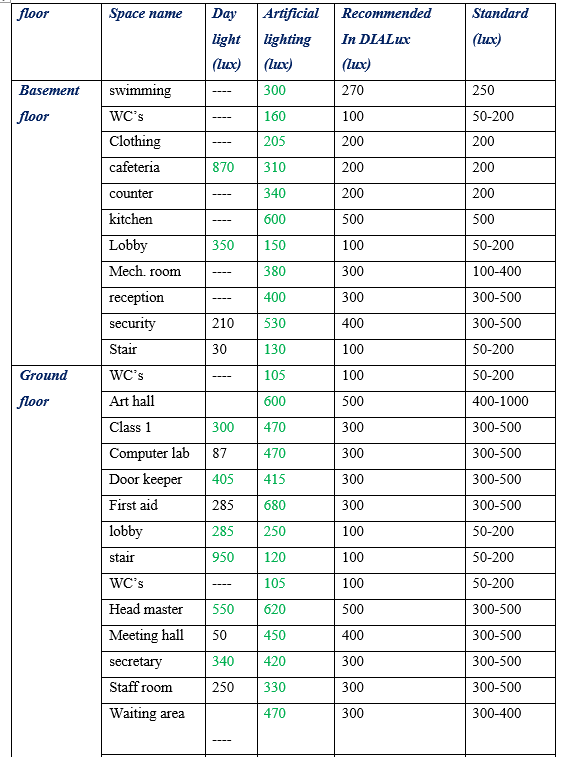 floor Space name Day light (lux) Artificial lighting (lux) Recommended In DIALux (lux) Standard (lux)
Basement floor swimming ---- 300 270 250
WC’s ---- 160 100 50-200
Clothing ---- 205 200 200
cafeteria 870 310 200 200
counter ---- 340 200 200
kitchen ---- 600 500 500
Lobby 350 150 100 50-200
Mech. room ---- 380 300 100-400
reception ---- 400 300 300-500
security 210 530 400 300-500
Stair 30 130 100 50-200
Ground floor WC’s ---- 105 100 50-200
Art hall 600 500 400-1000
Class 1 300 470 300 300-500
Computer lab 87 470 300 300-500
Door keeper 405 415 300 300-500
First aid 285 680 300 300-500
lobby 285 250 100 50-200
stair 950 120 100 50-200
WC’s ---- 105 100 50-200
Head master 550 620 500 300-500
Meeting hall 50 450 400 300-500
secretary 340 420 300 300-500
Staff room 250 330 300 300-500
Waiting area ---- 470 300 300-400